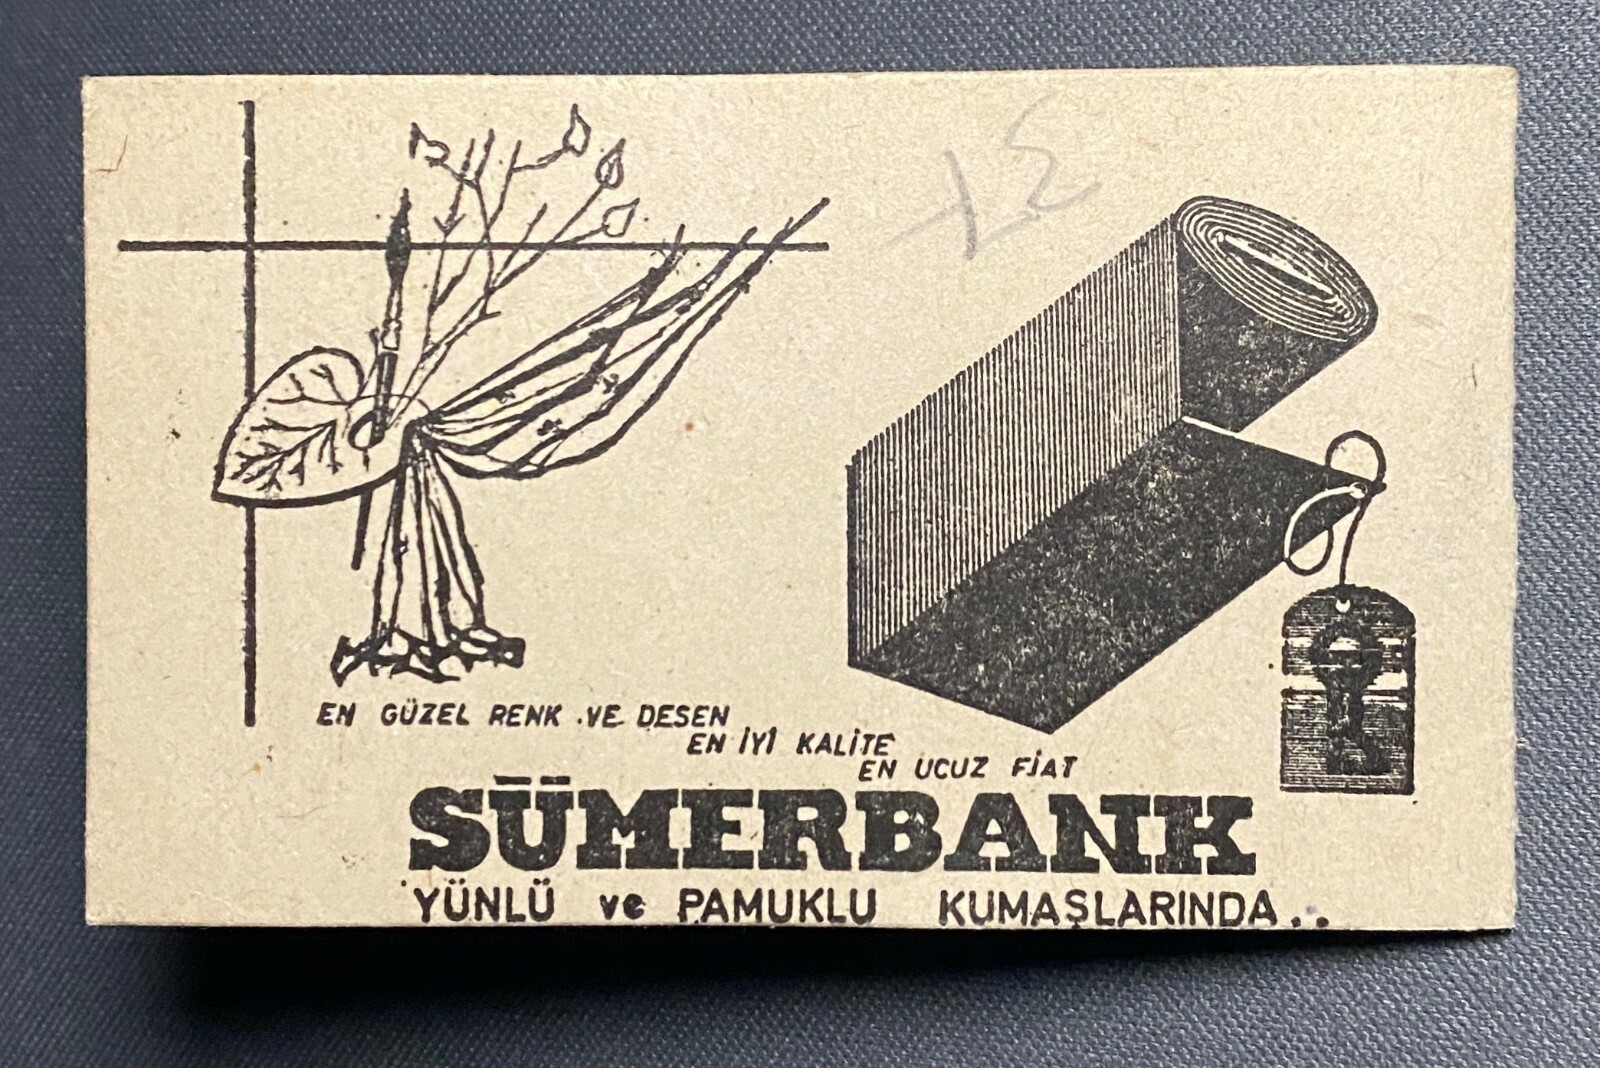 EN GÜZEL RENK VE DESEN
EN İYİ KALİTE
EN UCUZ FİAT
SÜMERBANK
YÜNLÜ ve PAMUKLU KUMAŞLARINDA..